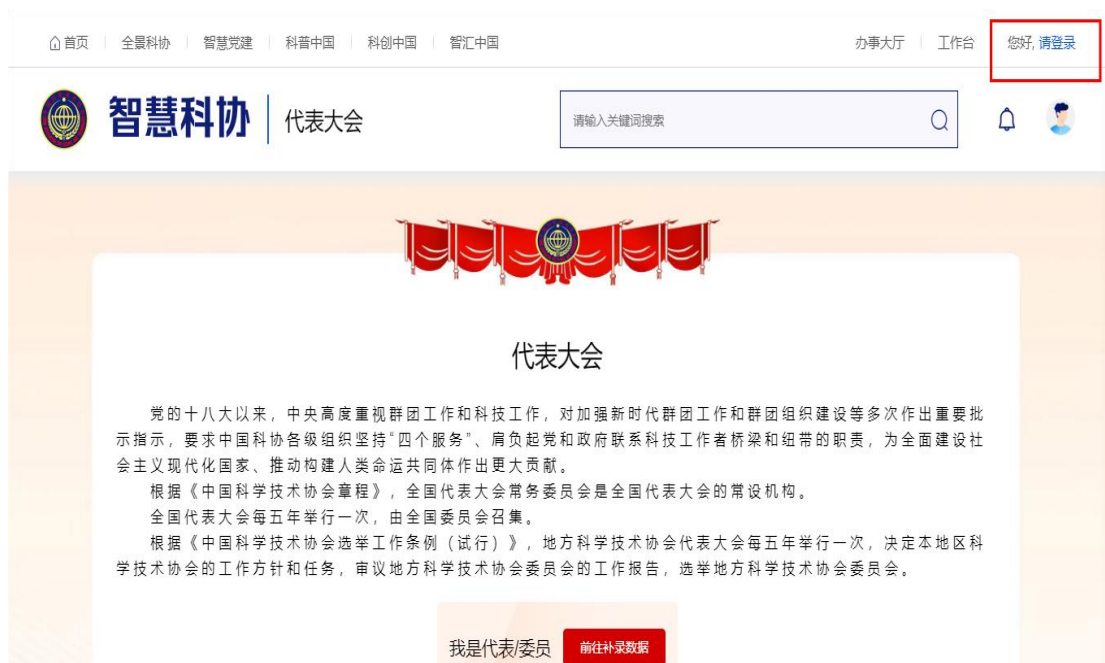 首页 全景科协 智慧党建 科普中国 科创中国 智汇中国 办事大厅 工作台 您好, 请登录
智慧科协 代表大会 请输入关键词搜索
代表大会
党的十八大以来，中央高度重视群团工作和科技工作，对加强新时代群团工作和群团组织建设等多次作出重要批
示指示，要求中国科协各级组织坚持“四个服务”、肩负起党和政府联系科技工作者桥梁和纽带的职责，为全面建设社
会主义现代化国家、推动构建人类命运共同体作出更大贡献。
根据《中国科学技术协会章程》，全国代表大会常务委员会是全国代表大会的常设机构。
全国代表大会每五年举行一次，由全国委员会召集。
根据《中国科学技术协会选举工作条例（试行）》，地方科学技术协会代表大会每五年举行一次，决定本地区科
学技术协会的工作方针和任务，审议地方科学技术协会委员会的工作报告，选举地方科学技术协会委员会。
我是代表/委员 前往补录数据